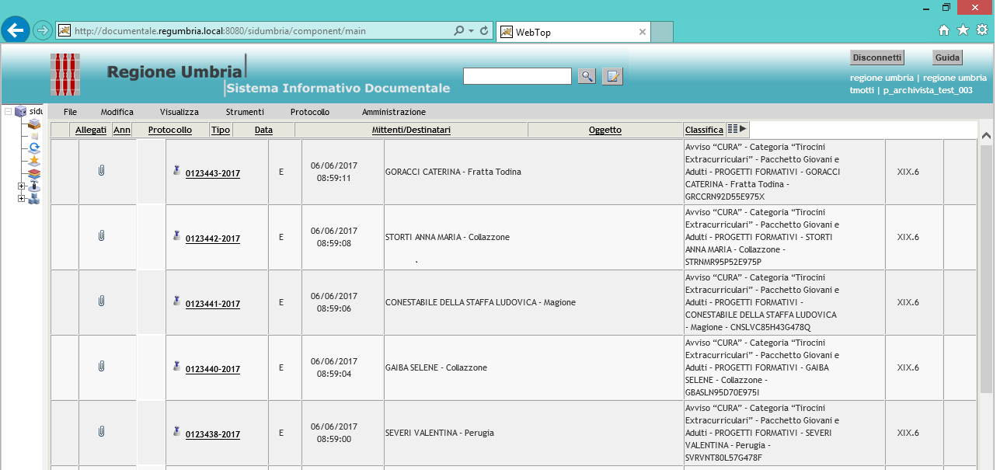 http://documentale.regumbria.local:8080/sidumbria/component/main
WebTop
Regione Umbria
Sistema Informativo Documentale
Disconnetti
Guida
regione umbria | regione umbria
tmotti | p_archivista_test_003
sidu
File Modifica Visualizza Strumenti Protocollo Amministrazione
Allegati Ann Protocollo Tipo Data Mittenti/Destinatari Oggetto Classifica
0123443-2017
E
06/06/2017
08:59:11
GORACCI CATERINA - Fratta Todina
Avviso “CURA” - Categoria “Tirocini
Extracurriculari” - Pacchetto Giovani e
Adulti - PROGETTI FORMATIVI - GORACCI
CATERINA - Fratta Todina -
GRCCRN92D55E975X
XIX.6
0123442-2017
E
06/06/2017
08:59:08
STORTI ANNA MARIA - Collazzone
Avviso “CURA” - Categoria “Tirocini
Extracurriculari” - Pacchetto Giovani e
Adulti - PROGETTI FORMATIVI - STORTI
ANNA MARIA - Collazzone -
STRNMR95P52E975P
XIX.6
0123441-2017
E
06/06/2017
08:59:06
CONESTABILE DELLA STAFFA LUDOVICA - Magione
Avviso “CURA” - Categoria “Tirocini
Extracurriculari” - Pacchetto Giovani e
Adulti - PROGETTI FORMATIVI -
CONESTABILE DELLA STAFFA LUDOVICA
- Magione - CNSLVC85H43G478Q
XIX.6
0123440-2017
E
06/06/2017
08:59:04
GAIBA SELENE - Collazzone
Avviso “CURA” - Categoria “Tirocini
Extracurriculari” - Pacchetto Giovani e
Adulti - PROGETTI FORMATIVI - GAIBA
SELENE - Collazzone -
GBASLN95D70E975I
XIX.6
0123438-2017
E
06/06/2017
08:59:00
SEVERI VALENTINA - Perugia
Avviso “CURA” - Categoria “Tirocini
Extracurriculari” - Pacchetto Giovani e
Adulti - PROGETTI FORMATIVI - SEVERI
VALENTINA - Perugia -
SVRVNT80L57G478F
XIX.6